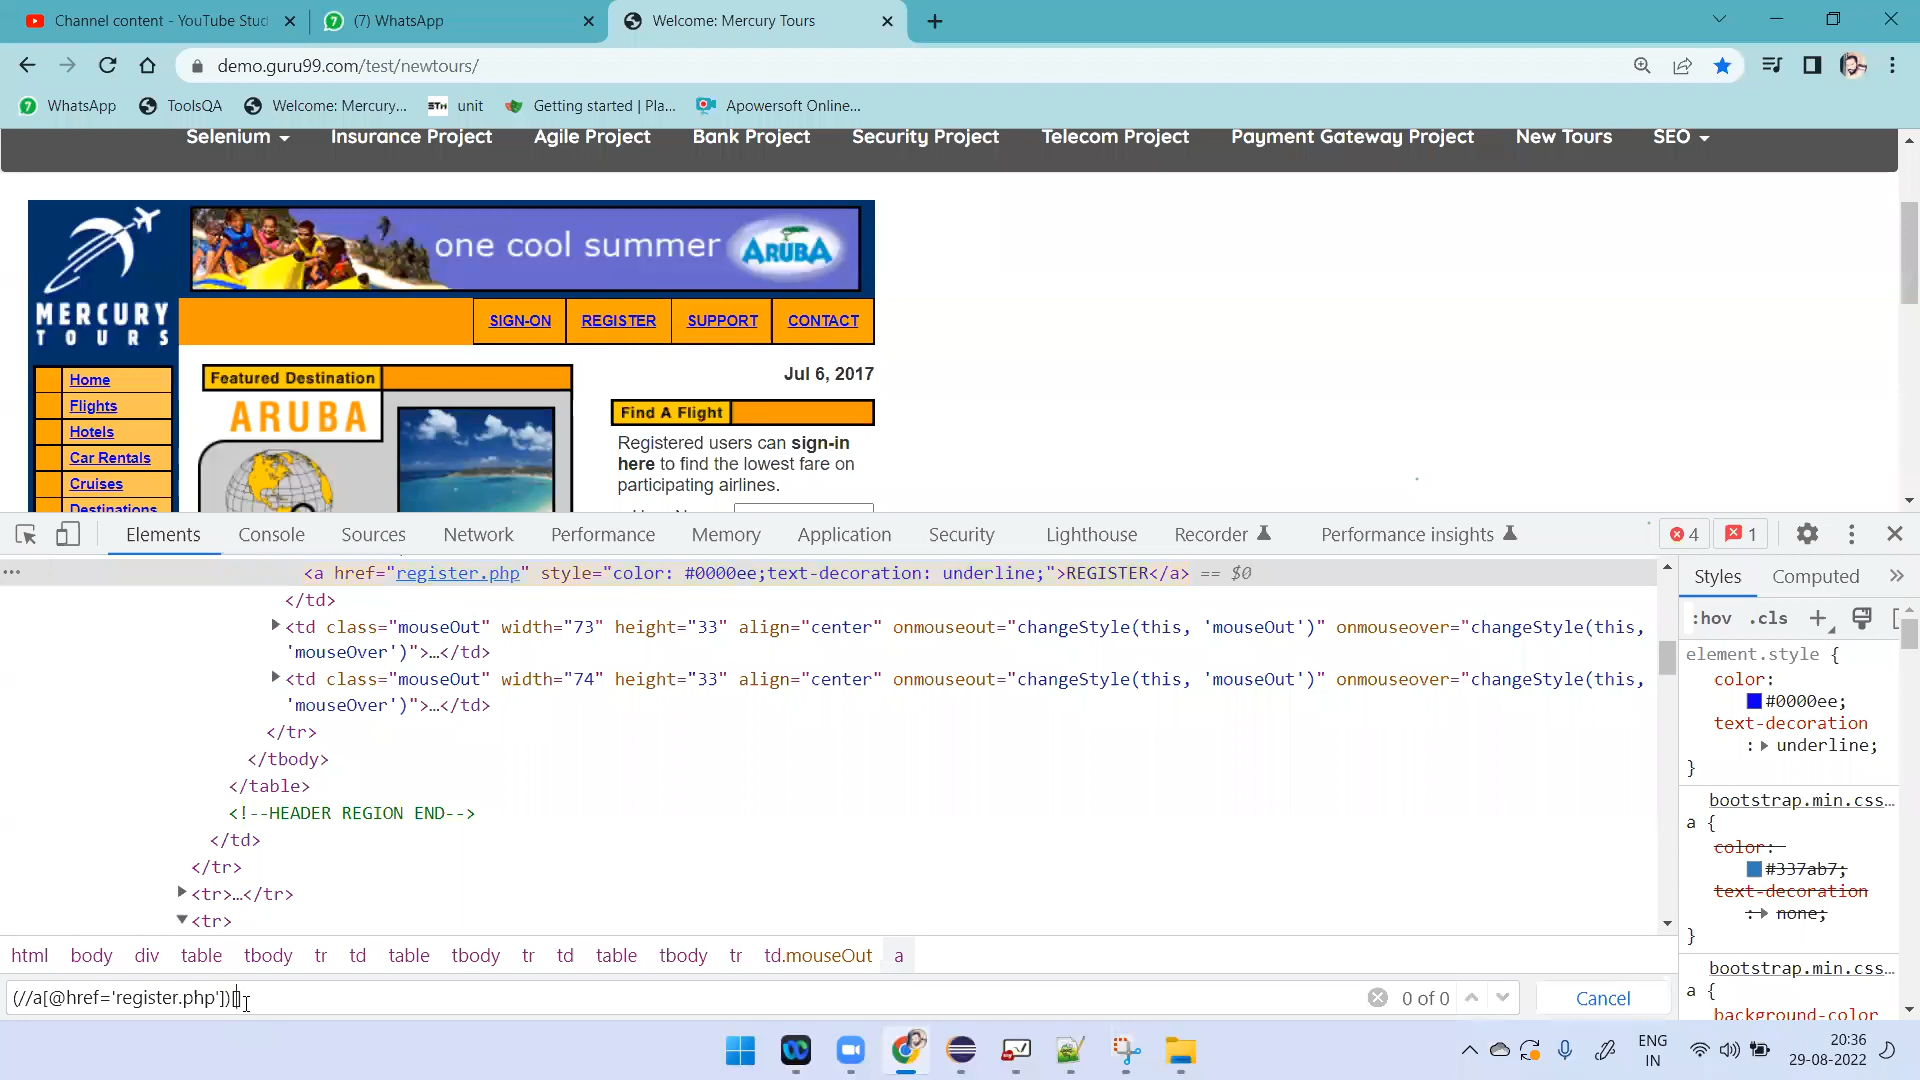 Channel content - YouTube Stud
(7) WhatsApp
Welcome: Mercury Tours
demo.guru99.com/test/newtours/
WhatsApp
ToolsQA
Welcome: Mercury...
STH unit
Getting started | Pla...
Apowersoft Online...
Selenium
Insurance Project
Agile Project
Bank Project
Security Project
Telecom Project
Payment Gateway Project
New Tours
SEO
one cool summer
ARUBA
MERCURY
TOURS
SIGN-ON
REGISTER
SUPPORT
CONTACT
Home
Flights
Hotels
Car Rentals
Cruises
Destinations
Featured Destination
ARUBA
Jul 6, 2017
Find A Flight
Registered users can sign-in
here to find the lowest fare on
participating airlines.
Elements
Console
Sources
Network
Performance
Memory
Application
Security
Lighthouse
Recorder
Performance insights
4
1
<a href="register.php" style="color: #0000ee;text-decoration: underline;">REGISTER</a> == $0
</td>
<td class="mouseOut" width="73" height="33" align="center" onmouseout="changeStyle(this, 'mouseOut')" onmouseover="changeStyle(this,
'mouseOver')">…</td>
<td class="mouseOut" width="74" height="33" align="center" onmouseout="changeStyle(this, 'mouseOut')" onmouseover="changeStyle(this,
'mouseOver')">…</td>
</tr>
</tbody>
</table>
<!--HEADER REGION END-->
</td>
</tr>
<tr>…</tr>
<tr>
html
body
div
table
tbody
tr
td
table
tbody
tr
td
table
tbody
tr
td.mouseOut
a
(//a[@href='register.php'])[]
0 of 0
Cancel
Styles
Computed
:hov
.cls
element.style {
color:
#0000ee;
text-decoration
: underline;
}
bootstrap.min.css…
a {
color:
#337ab7;
text-decoration
: none;
}
bootstrap.min.css…
a {
background-color
ENG
IN
20:36
29-08-2022